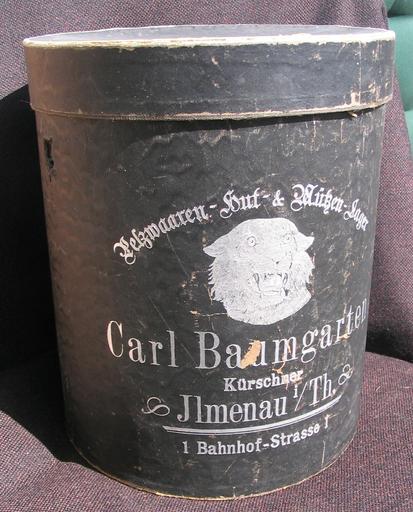 Pelzwaaren-Hut- & Mützen-Lager
Carl Baumgarten
Kürschner
Jlmenau i/Th.
1 Bahnhof-Strasse 1